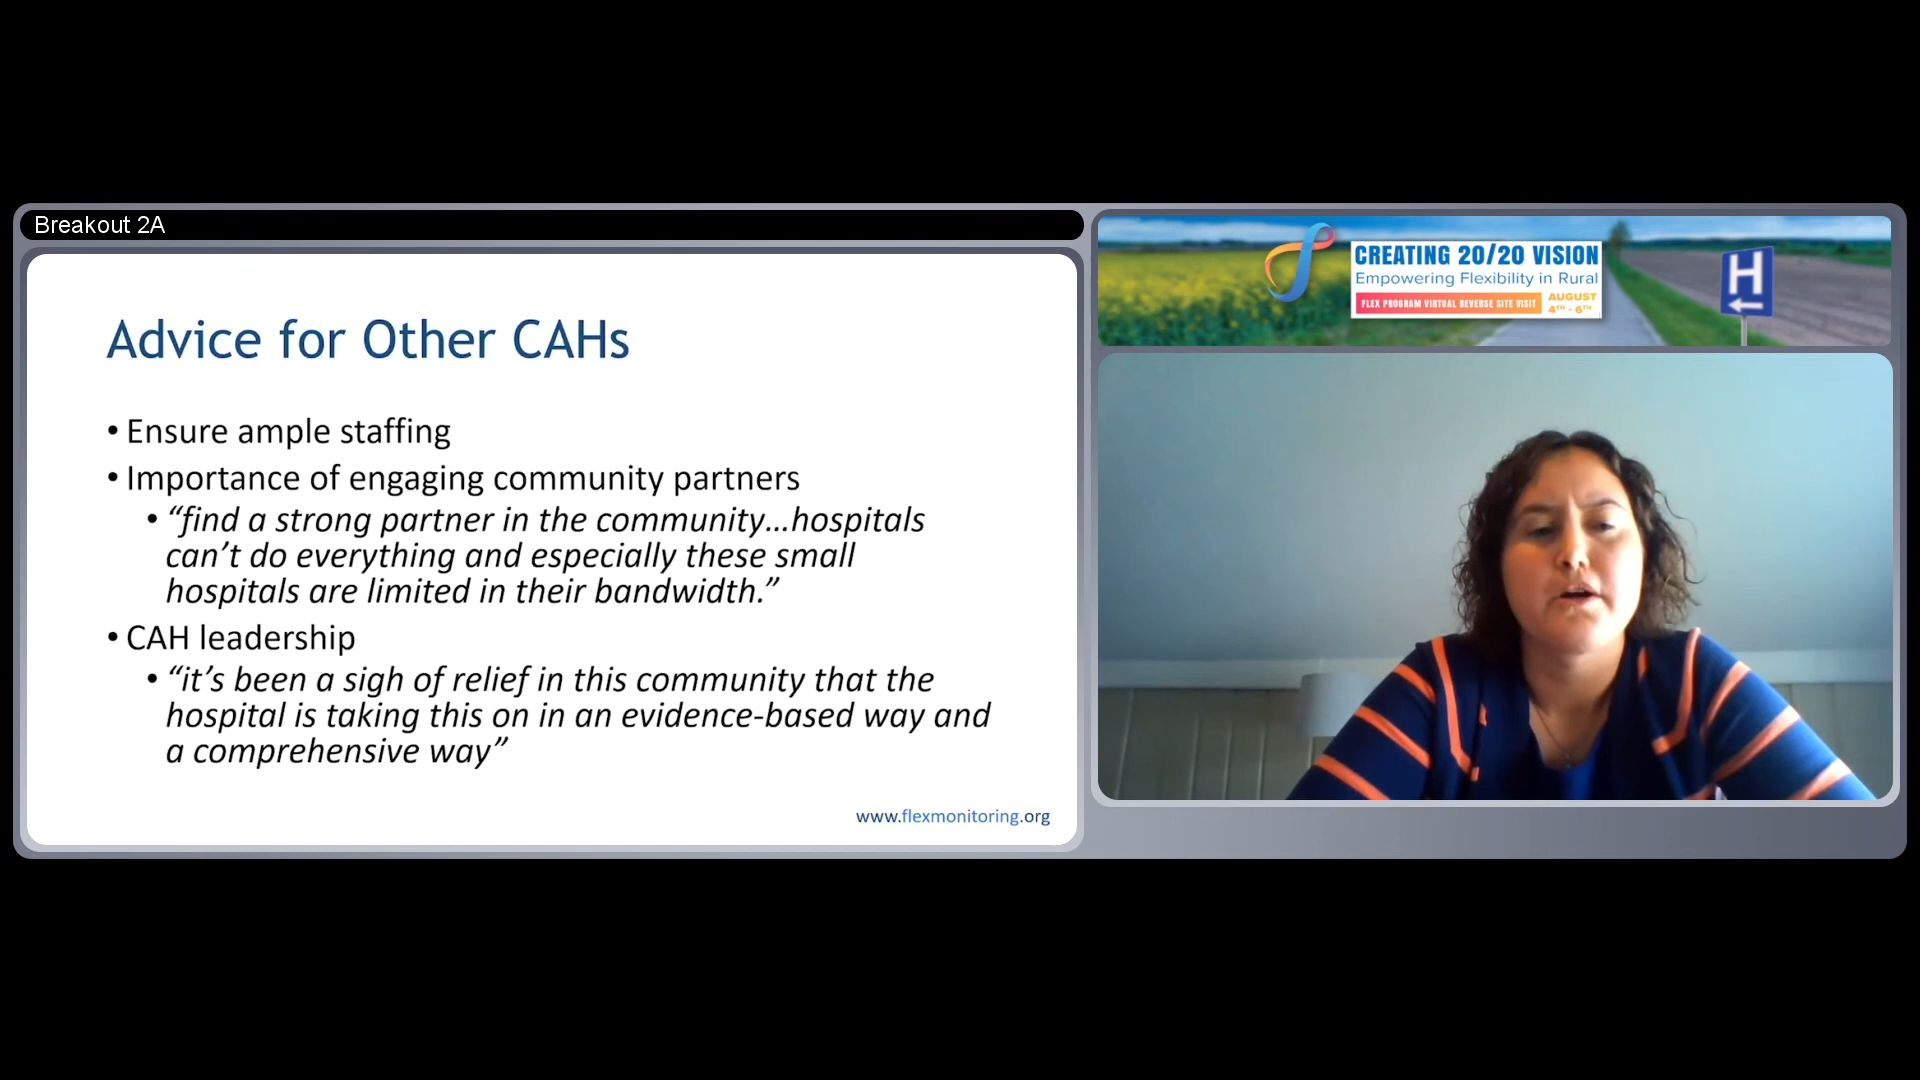 Breakout 2A
Advice for Other CAHs
• Ensure ample staffing
• Importance of engaging community partners
• “find a strong partner in the community…hospitals
can’t do everything and especially these small
hospitals are limited in their bandwidth.”
• CAH leadership
• “it’s been a sigh of relief in this community that the
hospital is taking this on in an evidence-based way and
a comprehensive way”
www.flexmonitoring.org
CREATING 20/20 VISION
Empowering Flexibility in Rural
FLEX PROGRAM VIRTUAL REVERSE SITE VISIT
AUGUST
4TH - 6TH
H